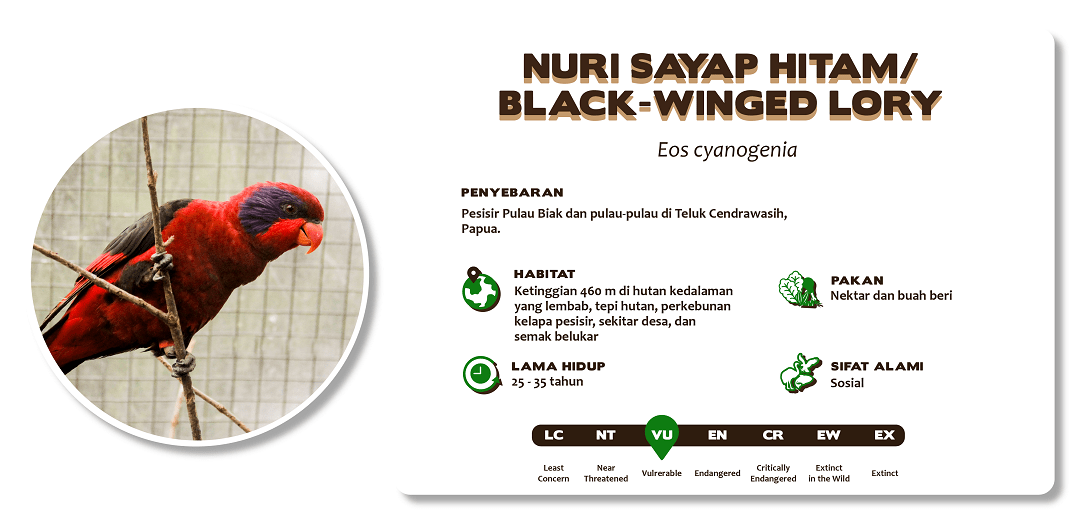 NURI SAYAP HITAM/
BLACK-WINGED LORY
Eos cyanogenia
PENYEBARAN
Pesisir Pulau Biak dan pulau-pulau di Teluk Cendrawasih,
Papua.
HABITAT
Ketinggian 460 m di hutan kedalaman
yang lembab, tepi hutan, perkebunan
kelapa pesisir, sekitar desa, dan
semak belukar
PAKAN
Nektar dan buah beri
LAMA HIDUP
25 - 35 tahun
SIFAT ALAMI
Sosial
LC NT VU EN CR EW EX
Least Concern
Near Threatened
Vulrerable
Endangered
Critically Endangered
Extinct in the Wild
Extinct